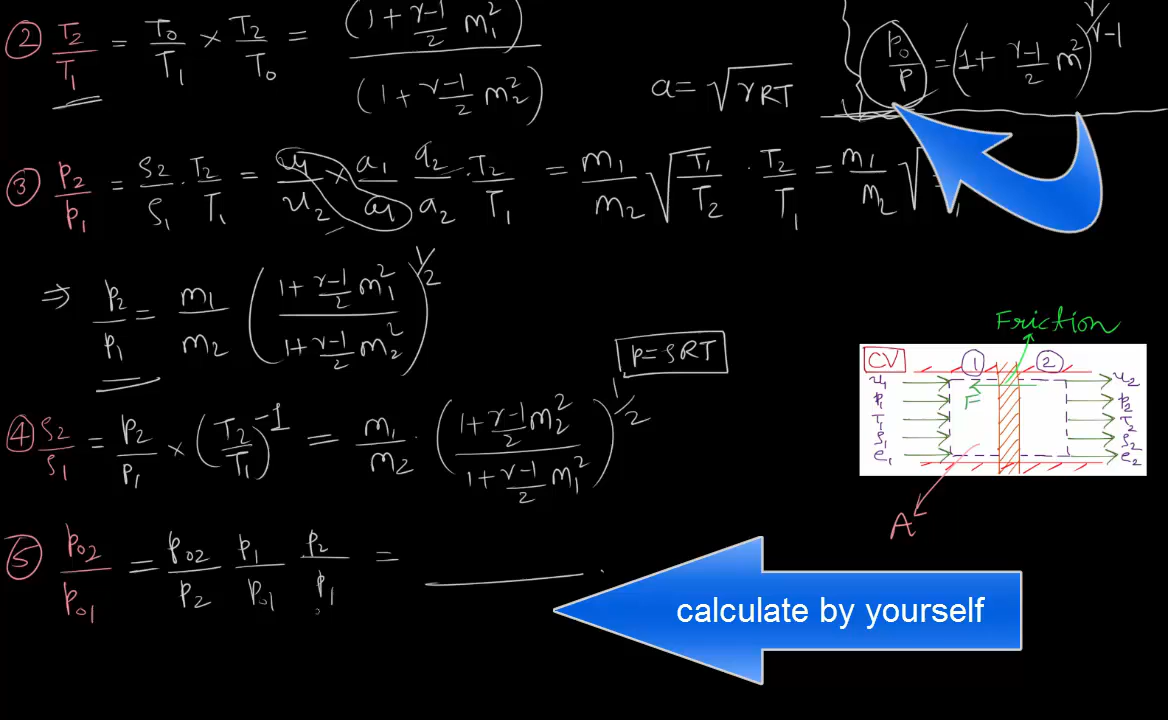 ② T₂/T₁ = T₀/T₁ × T₂/T₀ = (1 + (γ-1)/2 m₁²) / (1 + (γ-1)/2 m₂²)
a = √γRT
p₀/p = (1 + (γ-1)/2 m²)^γ/γ-1
③ p₂/p₁ = ρ₂/ρ₁ · T₂/T₁ = u₁/u₂ × a₁/u₁ a₂/a₂ · T₂/T₁ = m₁/m₂ √T₁/T₂ · T₂/T₁ = m₁/m₂ √
⇒ p₂/p₁ = m₁/m₂ ((1 + (γ-1)/2 m₁²) / (1 + (γ-1)/2 m₂²))^1/2
p = ρRT
④ ρ₂/ρ₁ = p₂/p₁ × (T₂/T₁)^-1 = m₁/m₂ · ((1 + (γ-1)/2 m₂²) / (1 + (γ-1)/2 m₁²))^1/2
⑤ p₀₂/p₀₁ = p₀₂/p₂ p₁/p₀₁ p₂/p₁ =
calculate by yourself
Friction
CV ① ②
u₁ u₂
p₁ F p₂
T₁ T₂
ρ₁ ρ₂
e₁ e₂
A